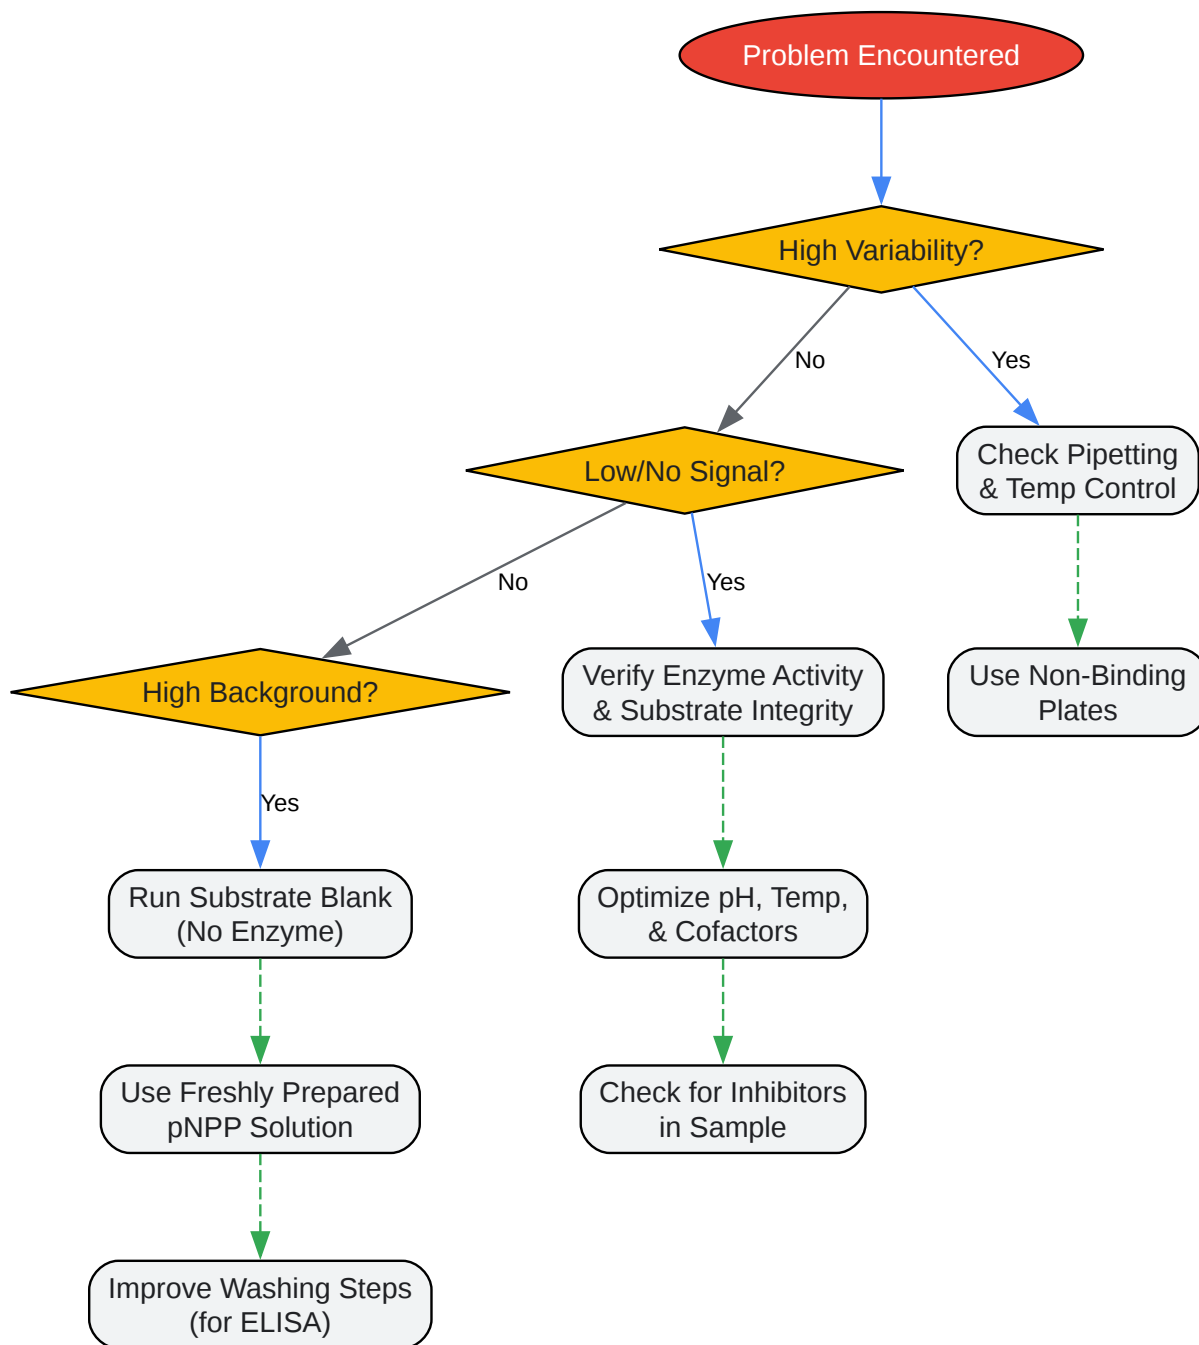 Problem Encountered
High Variability?
No
Yes
Low/No Signal?
Check Pipetting
& Temp Control
No
Yes
High Background?
Verify Enzyme Activity
& Substrate Integrity
Use Non-Binding
Plates
Yes
Run Substrate Blank
(No Enzyme)
Optimize pH, Temp,
& Cofactors
Use Freshly Prepared
pNPP Solution
Check for Inhibitors
in Sample
Improve Washing Steps
(for ELISA)